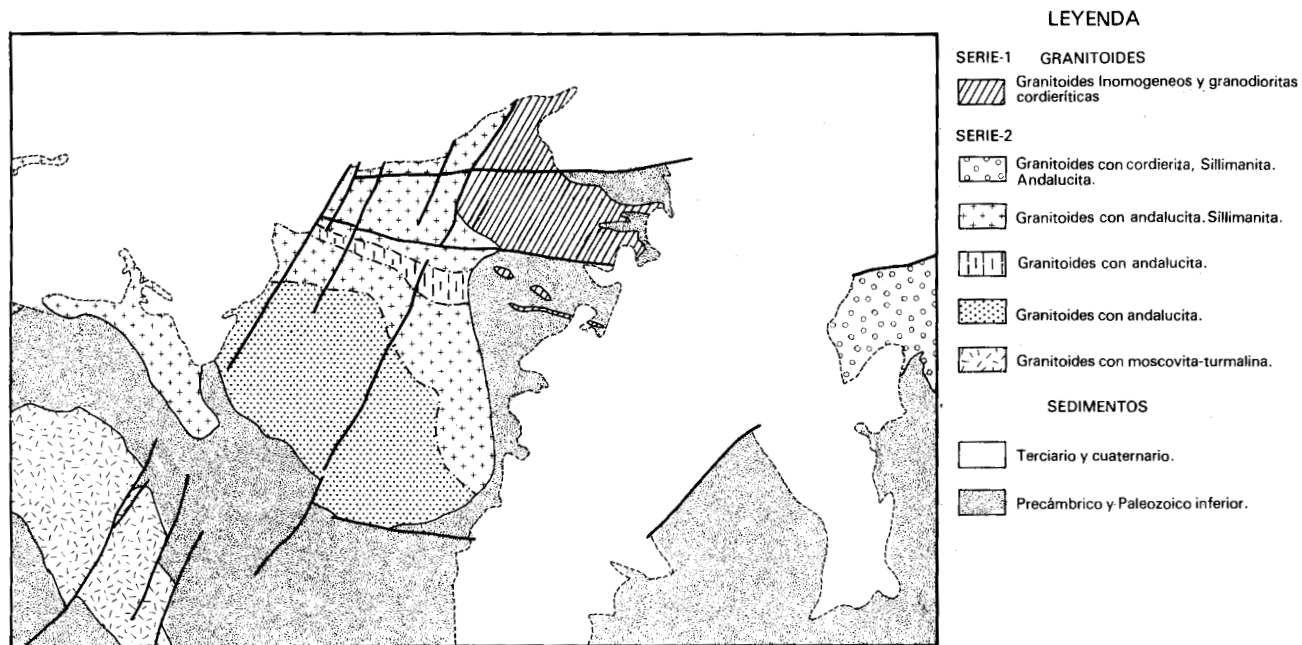 LEYENDA
SERIE-1 GRANITOIDES
Granitoides Inomogeneos y granodioritas
cordieríticas
SERIE-2
Granitoides con cordierita, Sillimanita.
Andalucita.
Granitoides con andalucita. Sillimanita.
Granitoides con andalucita.
Granitoides con andalucita.
Granitoides con moscovita-turmalina.
SEDIMENTOS
Terciario y cuaternario.
Precámbrico y Paleozoico inferior.